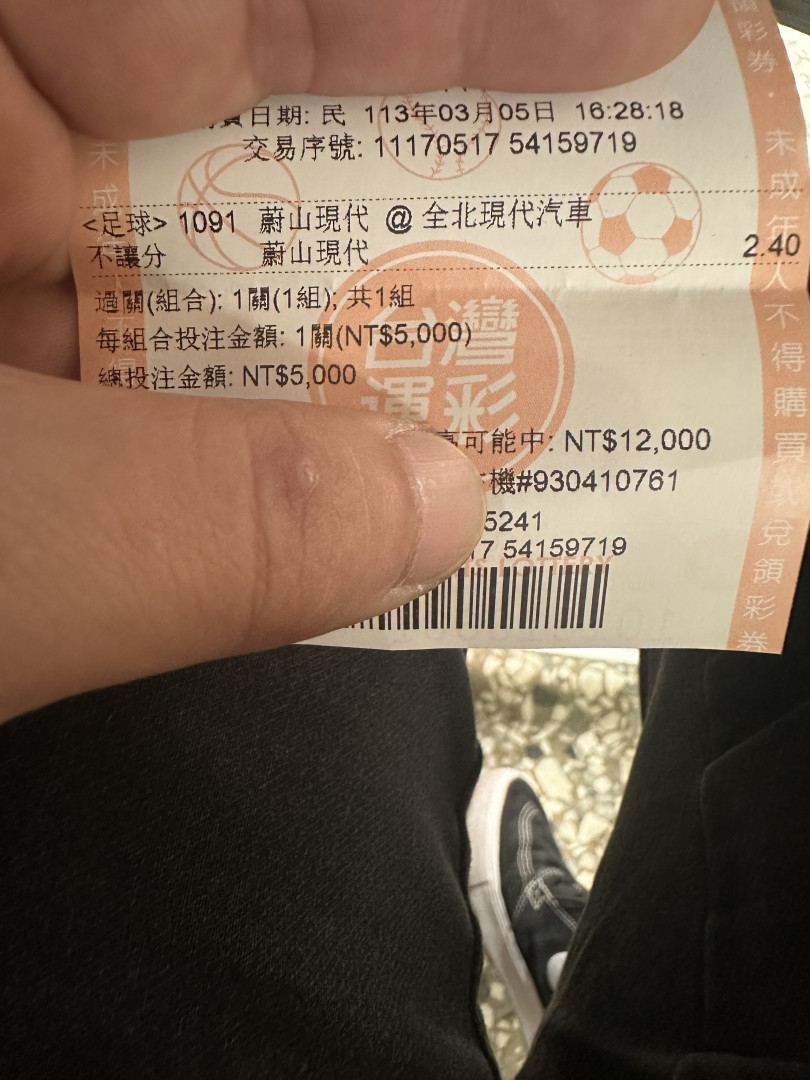 日期: 民 113年03月05日 16:28:18
交易序號: 11170517 54159719
<足球> 1091 蔚山現代 @ 全北現代汽車
不讓分 蔚山現代 2.40
過關(組合): 1關(1組); 共1組
每組合投注金額: 1關(NT$5,000)
總投注金額: NT$5,000
台灣
運彩
可能中: NT$12,000
機#930410761
5241
17 54159719
LOTTERY
未成
彩券
未成年人不得購買或兌領彩券